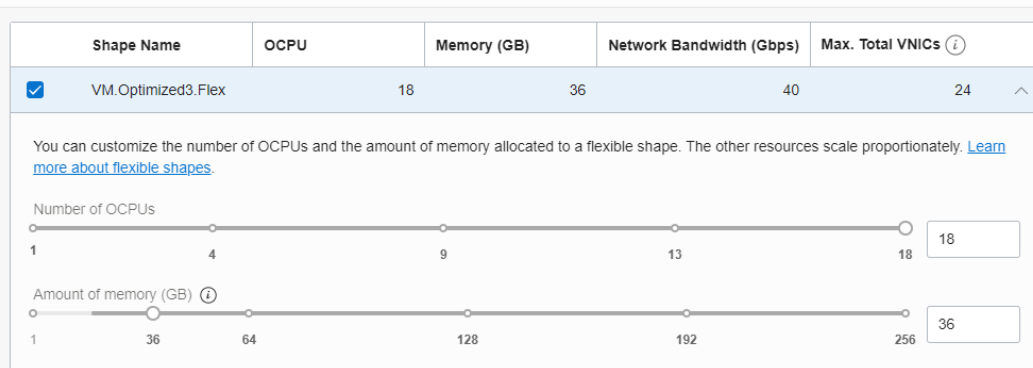 Shape Name OCPU Memory (GB) Network Bandwidth (Gbps) Max. Total VNICs i
VM.Optimized3.Flex 18 36 40 24
You can customize the number of OCPUs and the amount of memory allocated to a flexible shape. The other resources scale proportionately. Learn
more about flexible shapes.
Number of OCPUs
18
1 4 9 13 18
Amount of memory (GB) i
36
1 36 64 128 192 256